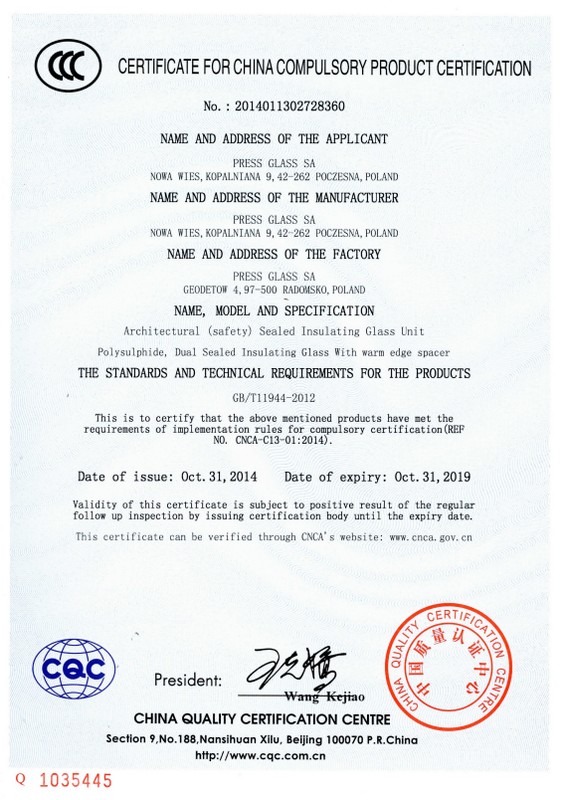 CCC
CERTIFICATE FOR CHINA COMPULSORY PRODUCT CERTIFICATION
No. : 2014011302728360
NAME AND ADDRESS OF THE APPLICANT
PRESS GLASS SA
NOWA WIES, KOPALNIANA 9, 42-262 POCZESNA, POLAND
NAME AND ADDRESS OF THE MANUFACTURER
PRESS GLASS SA
NOWA WIES, KOPALNIANA 9, 42-262 POCZESNA, POLAND
NAME AND ADDRESS OF THE FACTORY
PRESS GLASS SA
GEODETOW 4, 97-500 RADOMSKO, POLAND
NAME, MODEL AND SPECIFICATION
Architectural (safety) Sealed Insulating Glass Unit
Polysulphide, Dual Sealed Insulating Glass With warm edge spacer
THE STANDARDS AND TECHNICAL REQUIREMENTS FOR THE PRODUCTS
GB/T11944-2012
This is to certify that the above mentioned products have met the
requirements of implementation rules for compulsory certification(REF
NO. CNCA-C13-01:2014).
Date of issue: Oct. 31, 2014 Date of expiry: Oct. 31, 2019
Validity of this certificate is subject to positive result of the regular
follow up inspection by issuing certification body until the expiry date.
This certificate can be verified through CNCA's website: www.cnca.gov.cn
CHINA QUALITY CERTIFICATION CENTRE
中国质量认证中心
CQC
President:
Wang Kejiao
CHINA QUALITY CERTIFICATION CENTRE
Section 9, No.188, Nansihuan Xilu, Beijing 100070 P.R.China
http://www.cqc.com.cn
Q 1035445